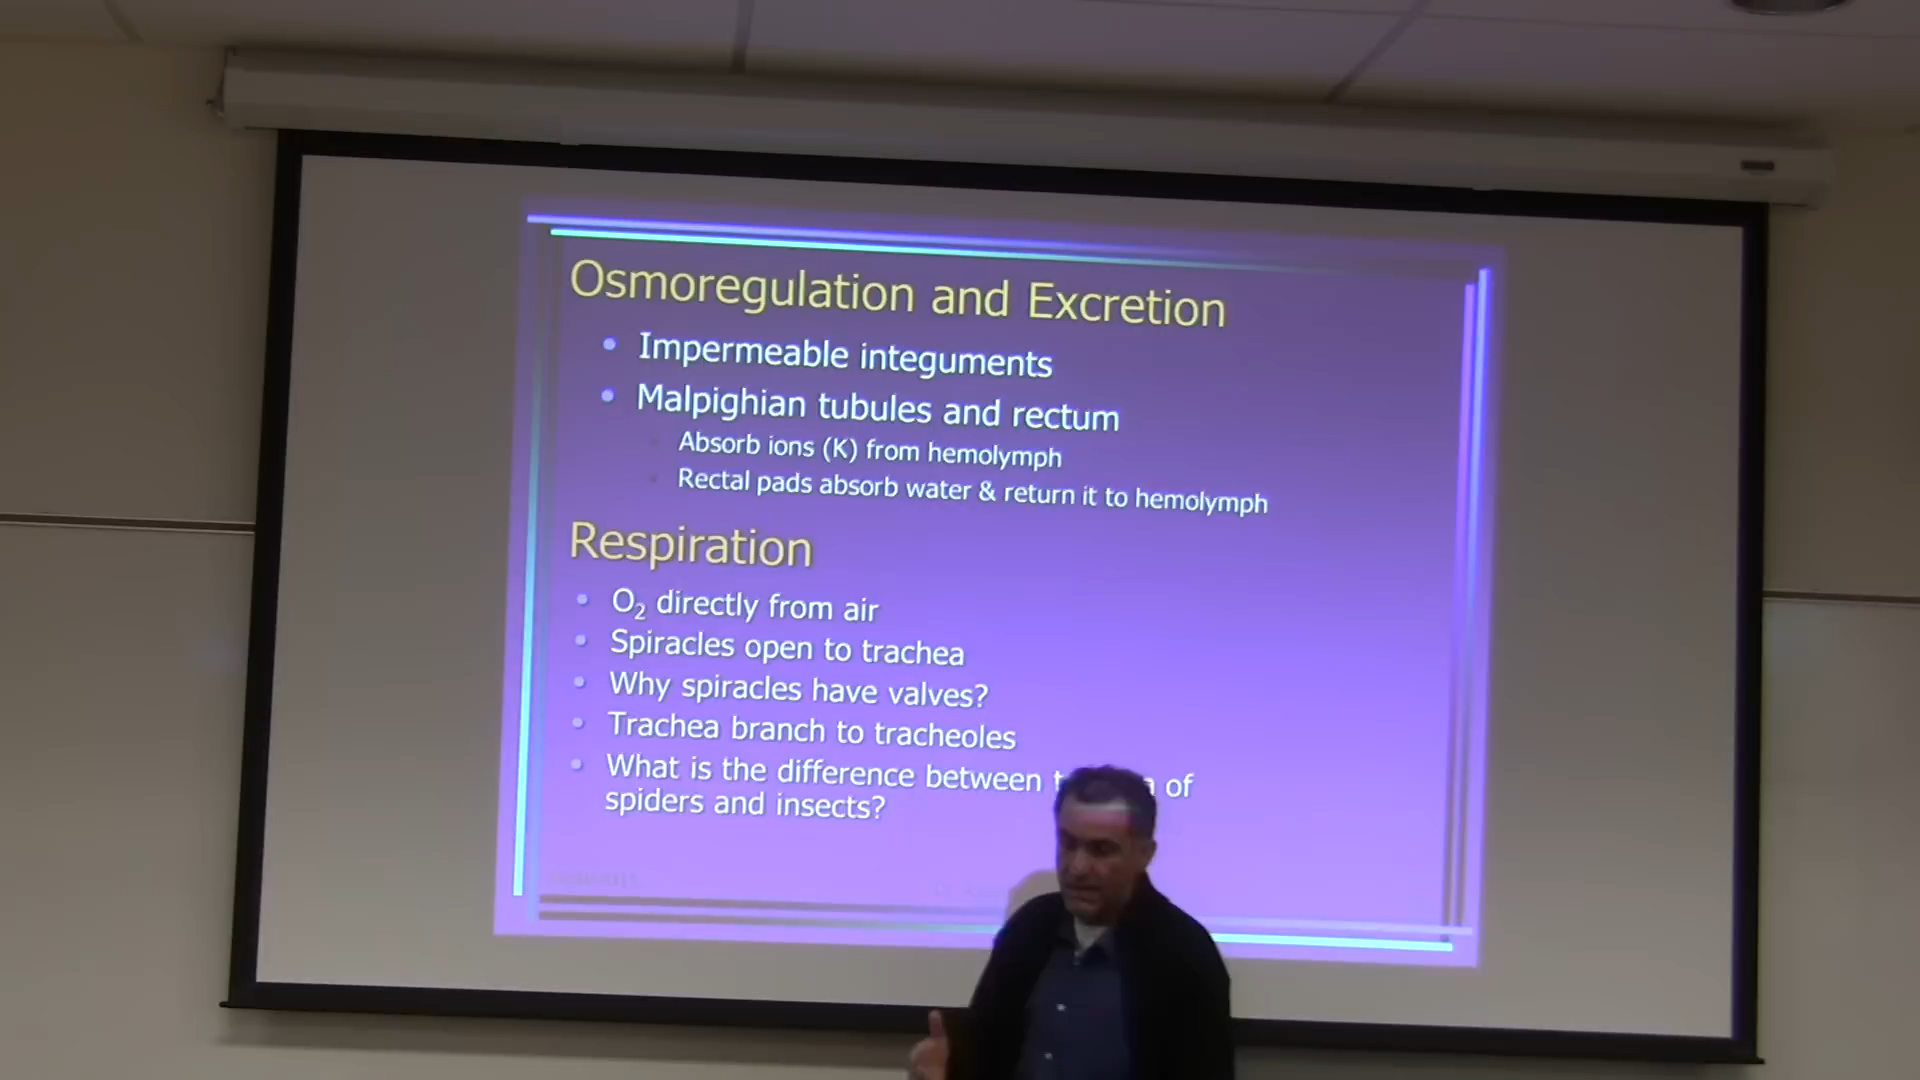 Osmoregulation and Excretion
• Impermeable integuments
• Malpighian tubules and rectum
Absorb ions (K) from hemolymph
Rectal pads absorb water & return it to hemolymph
Respiration
• O₂ directly from air
• Spiracles open to trachea
• Why spiracles have valves?
• Trachea branch to tracheoles
• What is the difference between of
spiders and insects?